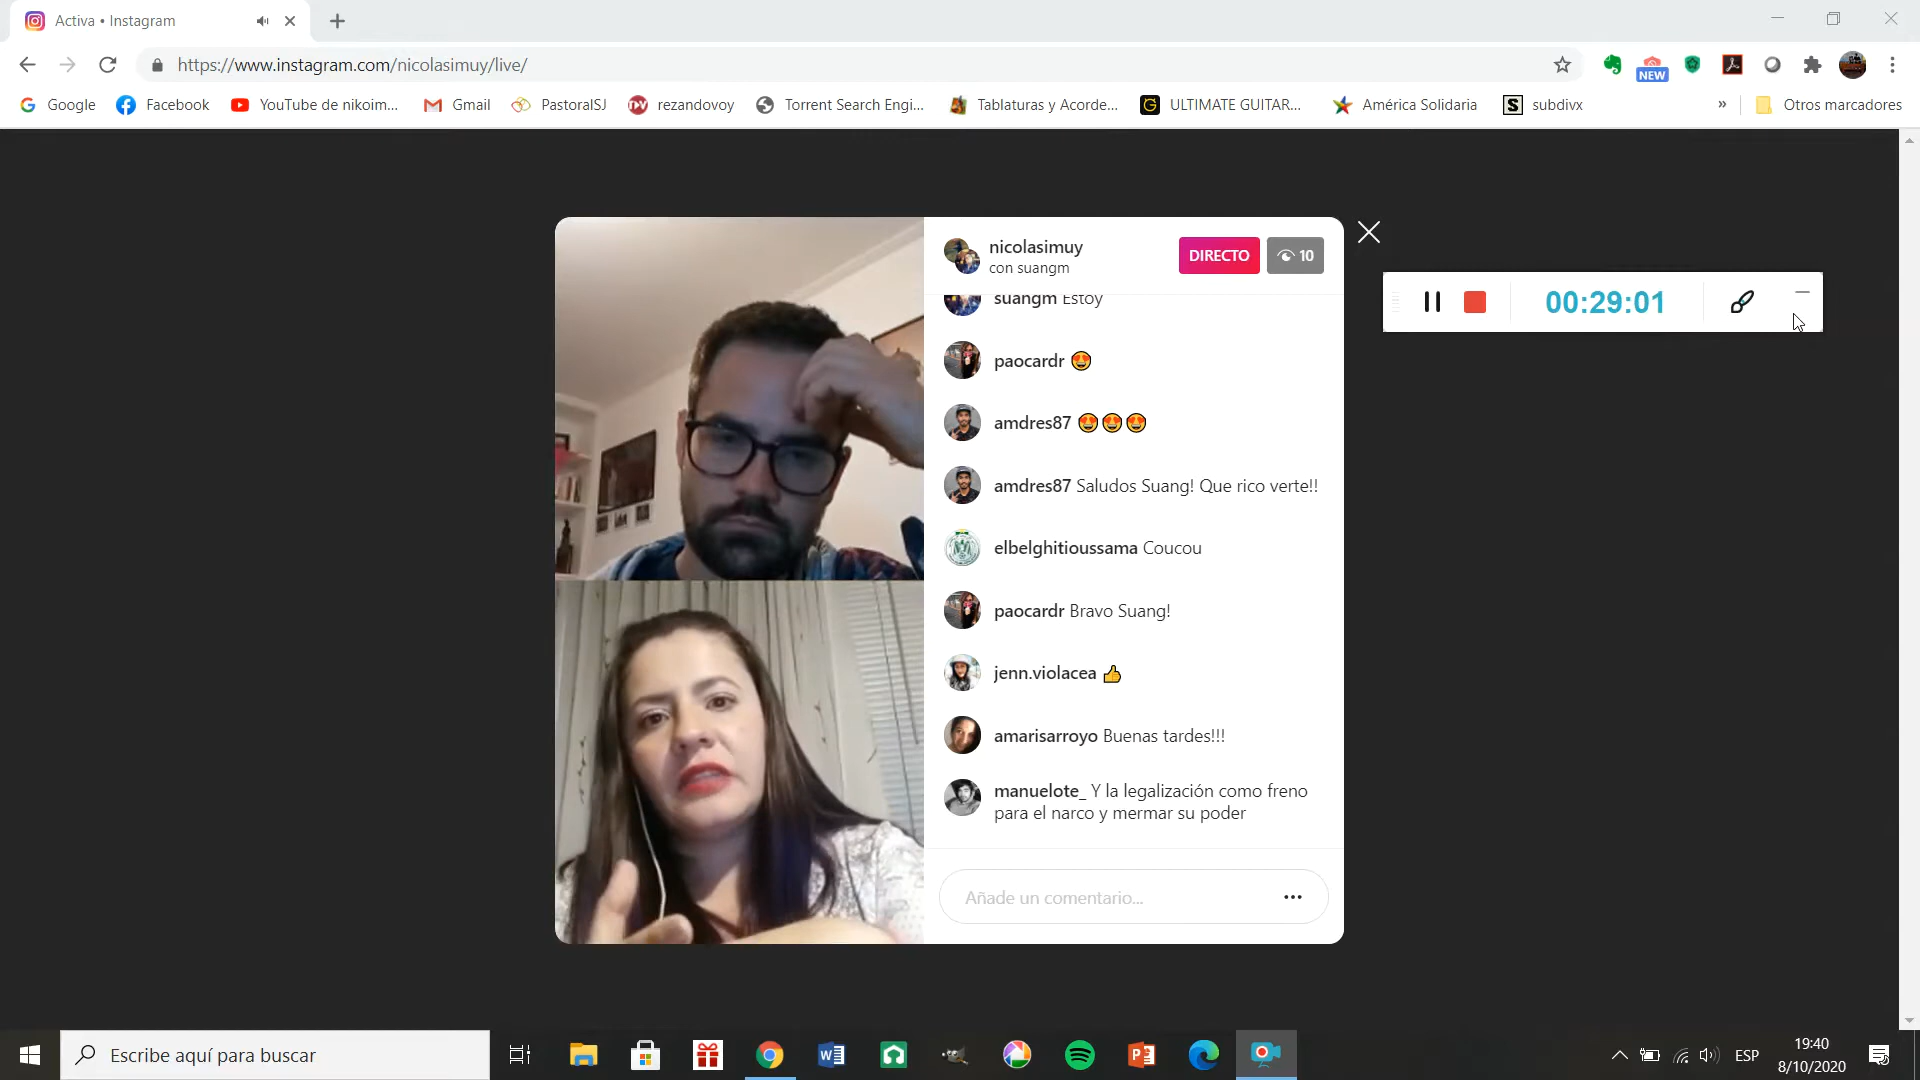 Activa • Instagram
https://www.instagram.com/nicolasimuy/live/
NEW
Google
Facebook
YouTube de nikoim...
Gmail
PastoralSJ
rezandovoy
Torrent Search Engi...
Tablaturas y Acorde...
ULTIMATE GUITAR...
América Solidaria
subdivx
»
Otros marcadores
nicolasimuy
con suangm
DIRECTO
10
suangm Estoy
paocardr 😍
amdres87 😍😍😍
amdres87 Saludos Suang! Que rico verte!!
elbelghitioussama Coucou
paocardr Bravo Suang!
jenn.violacea 👍
amarisarroyo Buenas tardes!!!
manuelote_ Y la legalización como freno
para el narco y mermar su poder
Añade un comentario...
00:29:01
Escribe aquí para buscar
ESP
19:40
8/10/2020